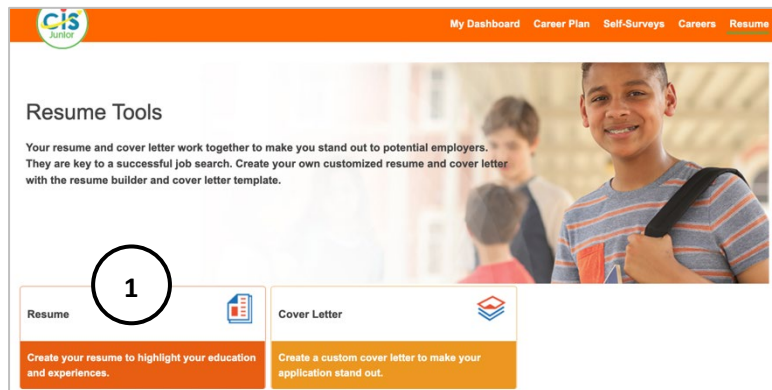 CiS
Junior
My Dashboard Career Plan Self-Surveys Careers Resume
Resume Tools
Your resume and cover letter work together to make you stand out to potential employers.
They are key to a successful job search. Create your own customized resume and cover letter
with the resume builder and cover letter template.
1
Resume
Cover Letter
Create your resume to highlight your education
and experiences.
Create a custom cover letter to make your
application stand out.